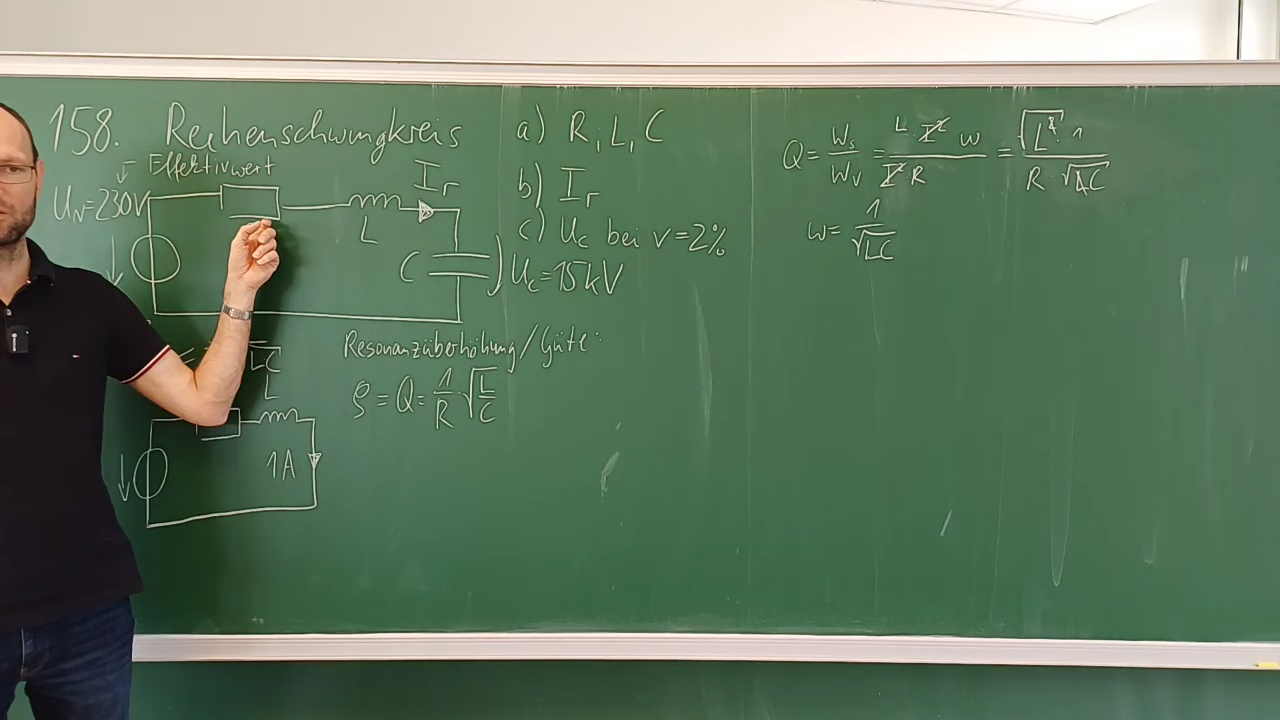 158. Reihenschwingkreis
Effektivwert
U_N=230V
I_r
L
C
U_c=15kV
a) R, L, C
b) I_r
c) U_c bei v=2%
Resonanzüberhöhung/Güte:
ϱ = Q = 1/R · √(L/C)
LC
L
1A
Q = W_s/W_V = (L · I² ω)/(I² · R) = (√(L²) · 1)/(R · √(LC))
ω = 1/√(LC)